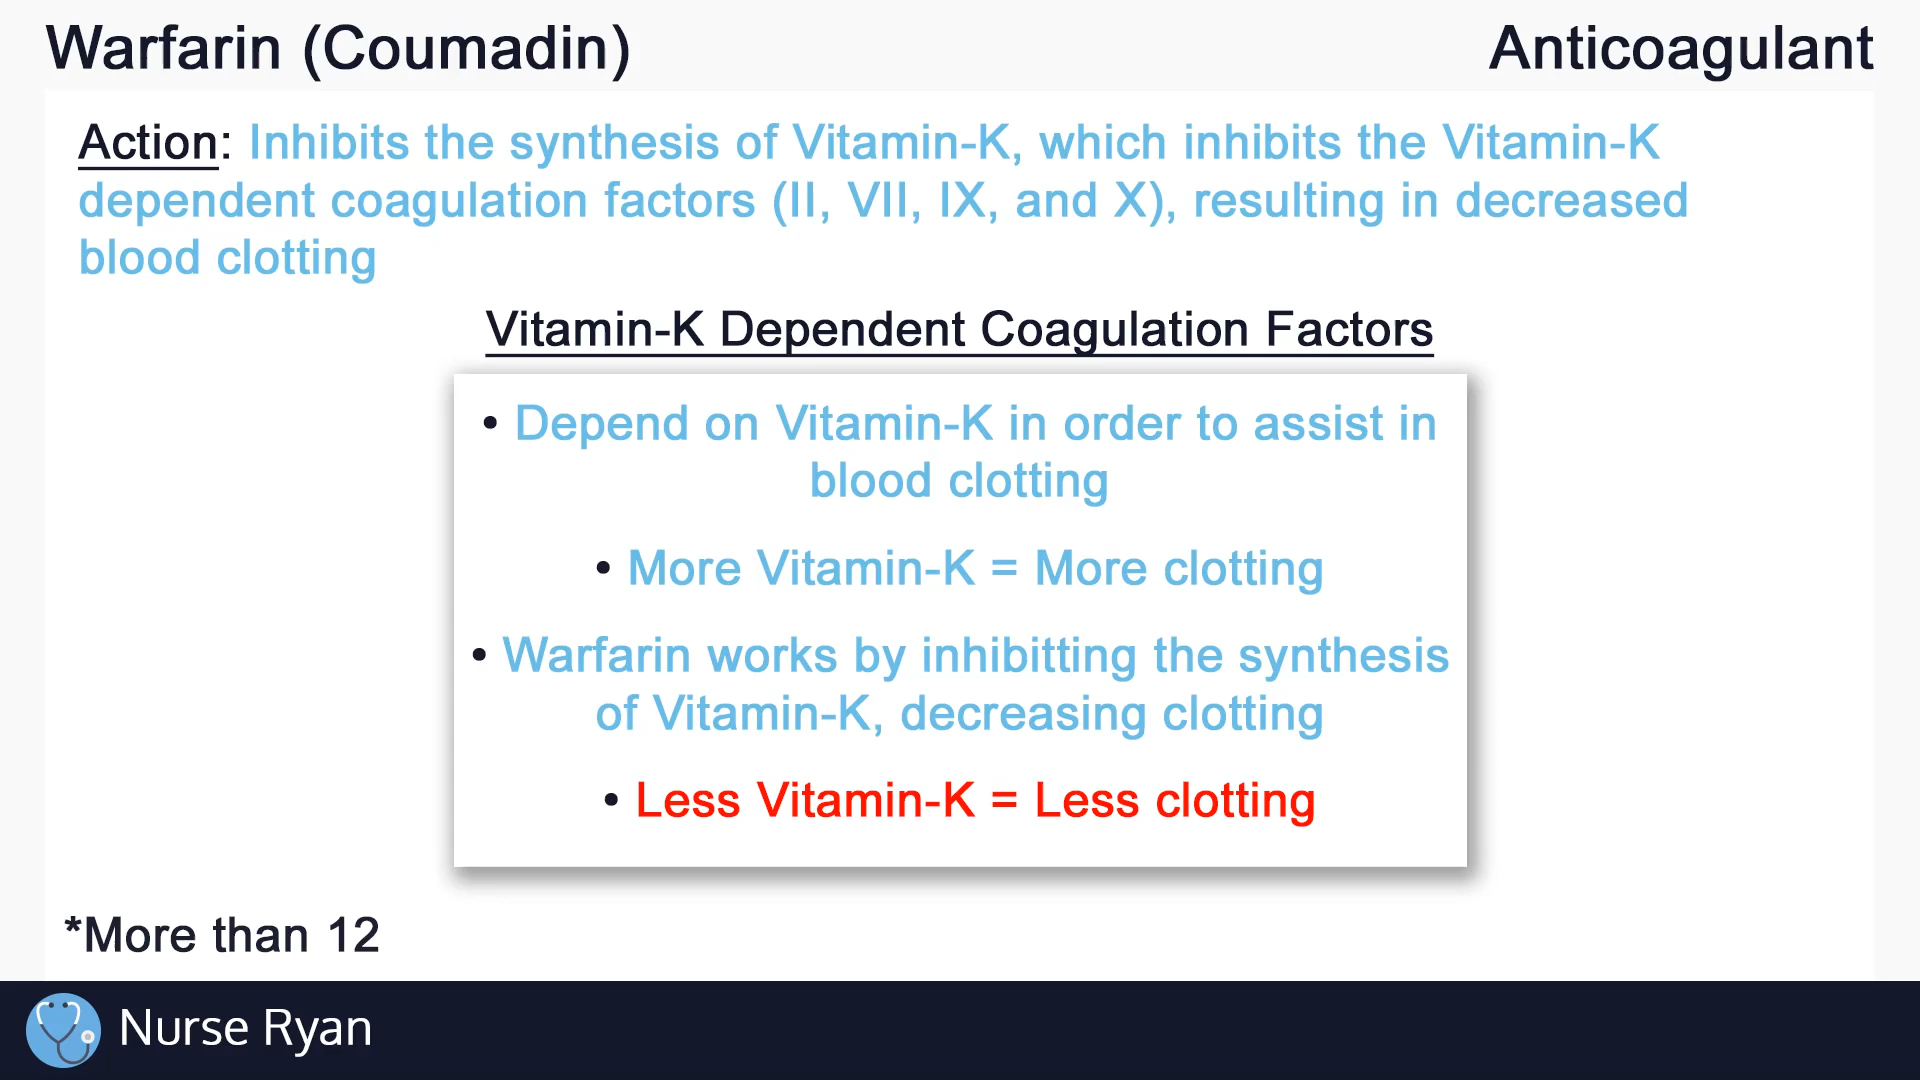 Warfarin (Coumadin)
Anticoagulant
Action: Inhibits the synthesis of Vitamin-K, which inhibits the Vitamin-K
dependent coagulation factors (II, VII, IX, and X), resulting in decreased
blood clotting
Vitamin-K Dependent Coagulation Factors
• Depend on Vitamin-K in order to assist in
blood clotting
• More Vitamin-K = More clotting
• Warfarin works by inhibitting the synthesis
of Vitamin-K, decreasing clotting
• Less Vitamin-K = Less clotting
*More than 12
Nurse Ryan